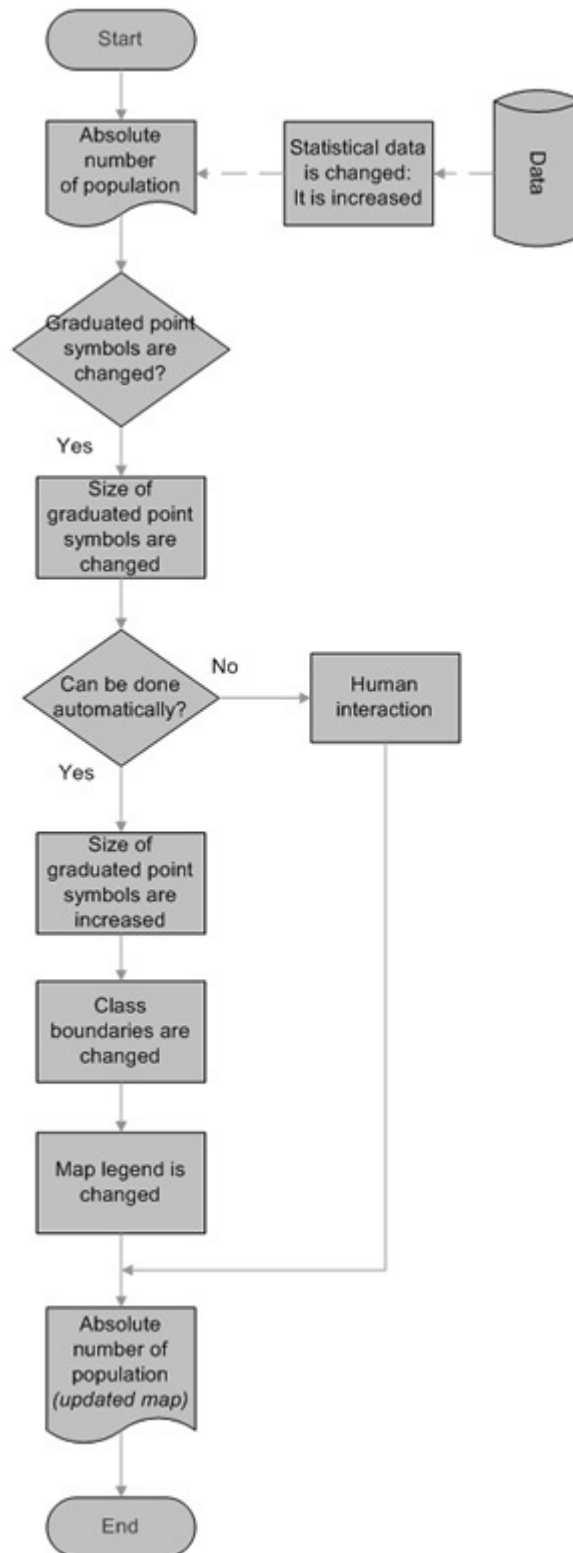 Start
Absolute
number
of population
Statistical data
is changed:
It is increased
Data
Graduated point
symbols are
changed?
Yes
Size of
graduated point
symbols are
changed
Can be done
automatically?
No
Human
interaction
Yes
Size of
graduated point
symbols are
increased
Class
boundaries are
changed
Map legend is
changed
Absolute
number of
population
(updated map)
End